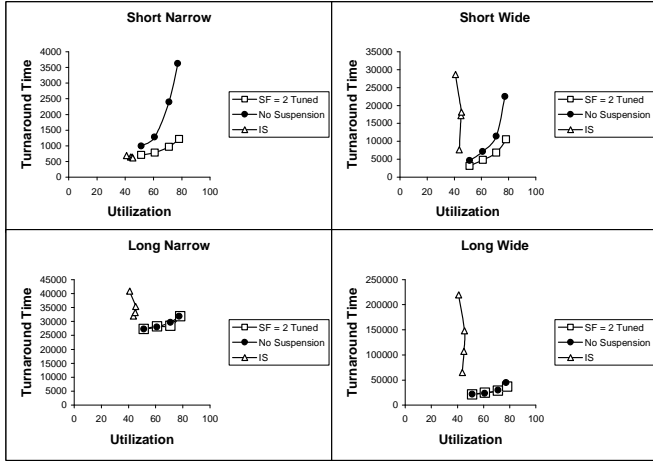 Short Narrow
Turnaround Time
4000
3500
3000
2500
2000
1500
1000
500
0
0 20 40 60 80 100
Utilization
SF = 2 Tuned
No Suspension
IS
Short Wide
Turnaround Time
35000
30000
25000
20000
15000
10000
5000
0
0 20 40 60 80 100
Utilization
SF = 2 Tuned
No Suspension
IS
Long Narrow
Turnaround Time
45000
40000
35000
30000
25000
20000
15000
10000
5000
0
0 20 40 60 80 100
Utilization
SF = 2 Tuned
No Suspension
IS
Long Wide
Turnaround Time
250000
200000
150000
100000
50000
0
0 20 40 60 80 100
Utilization
SF = 2 Tuned
No Suspension
IS